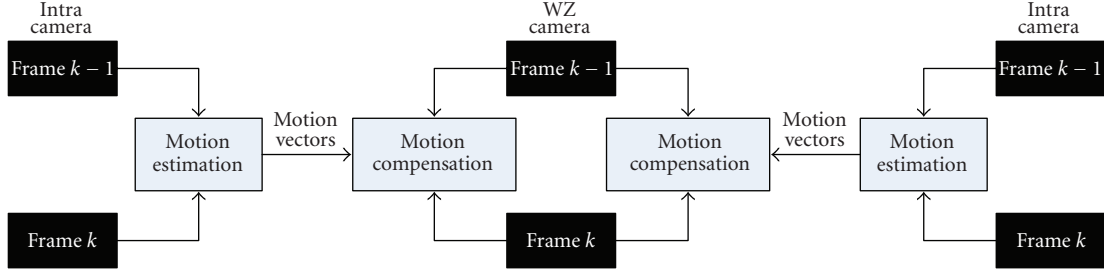 Intra
camera
WZ
camera
Intra
camera
Frame k − 1
Frame k − 1
Frame k − 1
Motion
estimation
Motion
vectors
Motion
compensation
Motion
compensation
Motion
vectors
Motion
estimation
Frame k
Frame k
Frame k